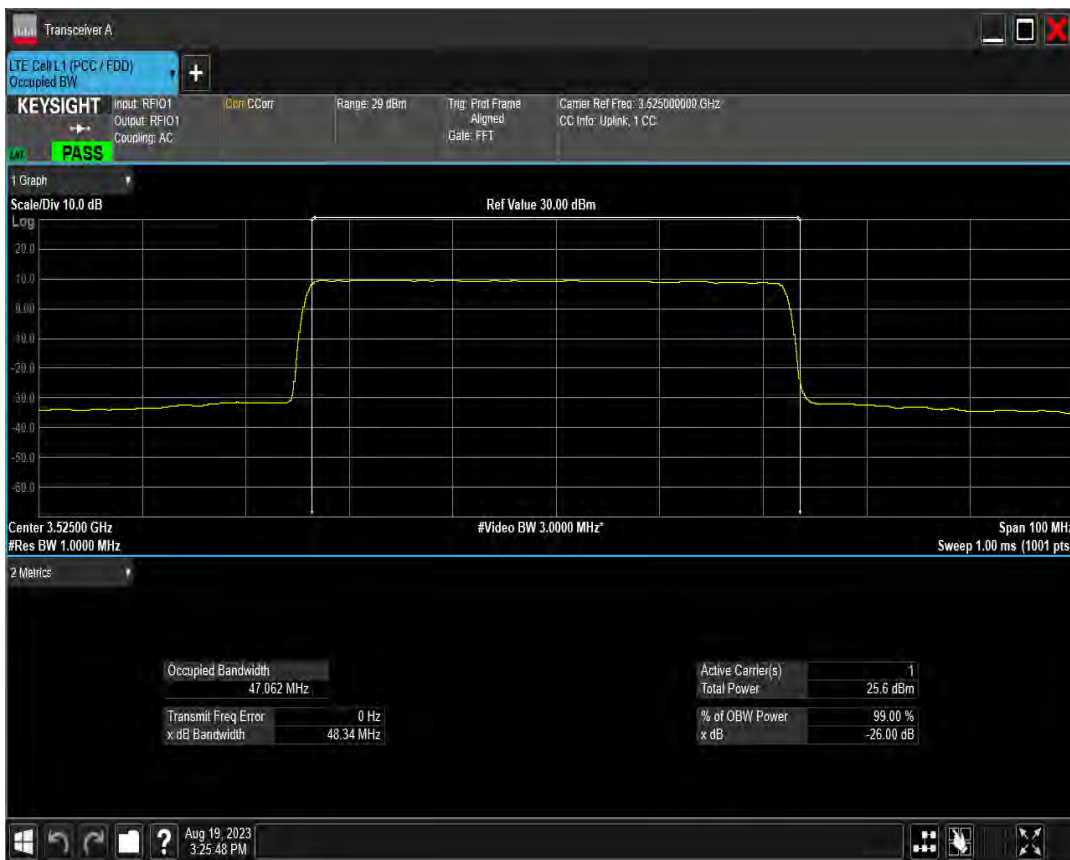 Transceiver A
LTE Cell L1 (PCC / FDD)
Occupied BW
KEYSIGHT
Input: RFIO1
Output: RFIO1
Coupling: AC
LNI
PASS
Corr CCorr
Range: 29 dBm
Trig: Prot Frame
Aligned
Gate: FFT
Carrier Ref Freq: 3.525000000 GHz
CC Info: Uplink, 1 CC
1 Graph
Scale/Div 10.0 dB
Ref Value 30.00 dBm
Log
20.0
10.0
0.00
-10.0
-20.0
-30.0
-40.0
-50.0
-60.0
Center 3.52500 GHz
#Video BW 3.0000 MHz*
Span 100 MHz
#Res BW 1.0000 MHz
Sweep 1.00 ms (1001 pts
2 Metrics
Occupied Bandwidth
47.062 MHz
Transmit Freq Error 0 Hz
x dB Bandwidth 48.34 MHz
Active Carrier(s) 1
Total Power 25.6 dBm
% of OBW Power 99.00 %
x dB -26.00 dB
?
Aug 19, 2023
3:25:48 PM